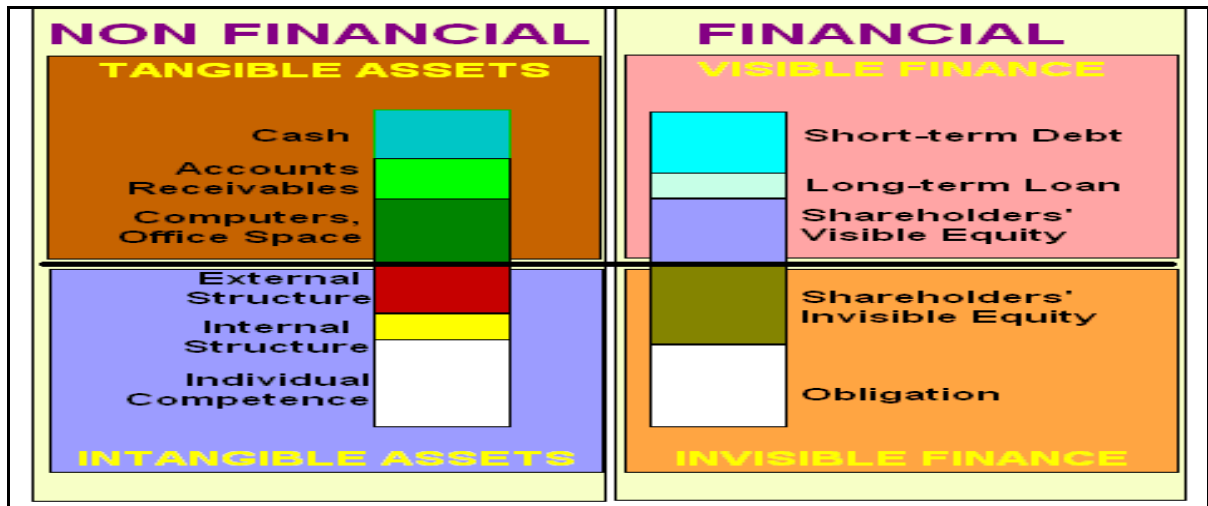 NON FINANCIAL
TANGIBLE ASSETS
Cash
Accounts
Receivables
Computers,
Office Space
External
Structure
Internal
Structure
Individual
Competence
INTANGIBLE ASSETS
FINANCIAL
VISIBLE FINANCE
Short-term Debt
Long-term Loan
Shareholders'
Visible Equity
Shareholders'
Invisible Equity
Obligation
INVISIBLE FINANCE